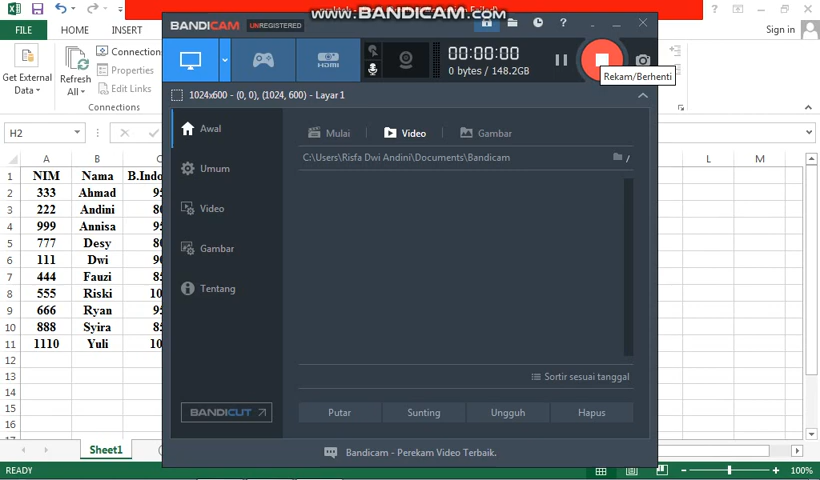 www.BANDICAM.com
BANDICAM UNREGISTERED
FILE HOME INSERT
Sign in
Get External Data
Refresh All
Connections
Properties
Edit Links
Connections
HDMI
00:00:00
0 bytes / 148.2GB
Rekam/Berhenti
1024x600 - (0, 0), (1024, 600) - Layar 1
H2
Awal
Umum
Video
Gambar
Tentang
Mulai Video Gambar
C:\Users\Risfa Dwi Andini\Documents\Bandicam
Sortir sesuai tanggal
BANDICUT
Putar Sunting Ungguh Hapus
Bandicam - Perekam Video Terbaik.
A B C L M
1 NIM Nama B.Indo
2 333 Ahmad
3 222 Andini
4 999 Annisa
5 777 Desy
6 111 Dwi
7 444 Fauzi
8 555 Riski
9 666 Ryan
10 888 Syira
11 1110 Yuli
12
13
14
15
16
Sheet1
READY
100%